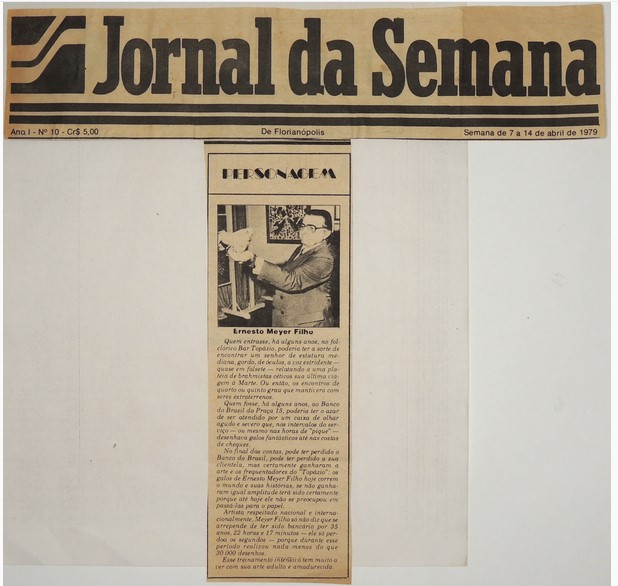 Jornal da Semana
Ano I - Nº 10 - Cr$ 5,00
De Florianópolis
Semana de 7 a 14 de abril de 1979
PERSONAGEM
Ernesto Meyer Filho
Quem entrasse, há alguns anos, no fol-
clórico Bar Topázio, poderia ter a sorte de
encontrar um senhor de estatura me-
diana, gordo, de óculos, a voz estridente —
quase em falsete — relatando a uma pla-
téia de brahmistas céticos sua última via-
gem à Marte. Ou então, os encontros de
quarto ou quinto grau que mantivera com
seres extraterrenos.
Quem fosse, há alguns anos, ao Banco
do Brasil da Praça 15, poderia ter o azar
de ser atendido por um caixa de olhar
agudo e severo que, nos intervalos do ser-
viço — ou mesmo nas horas de "pique" —
desenhava galos fantásticos até nas costas
de cheques.
No final das contas, pode ter perdido o
Banco do Brasil, pode ter perdido a sua
clientela, mas certamente ganharam a
arte e os frequentadores do "Topázio": os
galos de Ernesto Meyer Filho hoje correm
o mundo e suas histórias, se não ganha-
ram igual amplitude terá sido certamente
porque até hoje ele não se preocupou em
passá-las para o papel.
Artista respeitado nacional e interna-
cionalmente, Meyer Filho só não diz que se
arrepende de ter sido bancário por 35
anos, 22 horas e 17 minutos — ele só per-
doa os segundos — porque durante esse
período realizou nada menos do que
30.000 desenhos.
Esse treinamento intensivo tem muito a
ver com sua arte adulta e amadurecida.